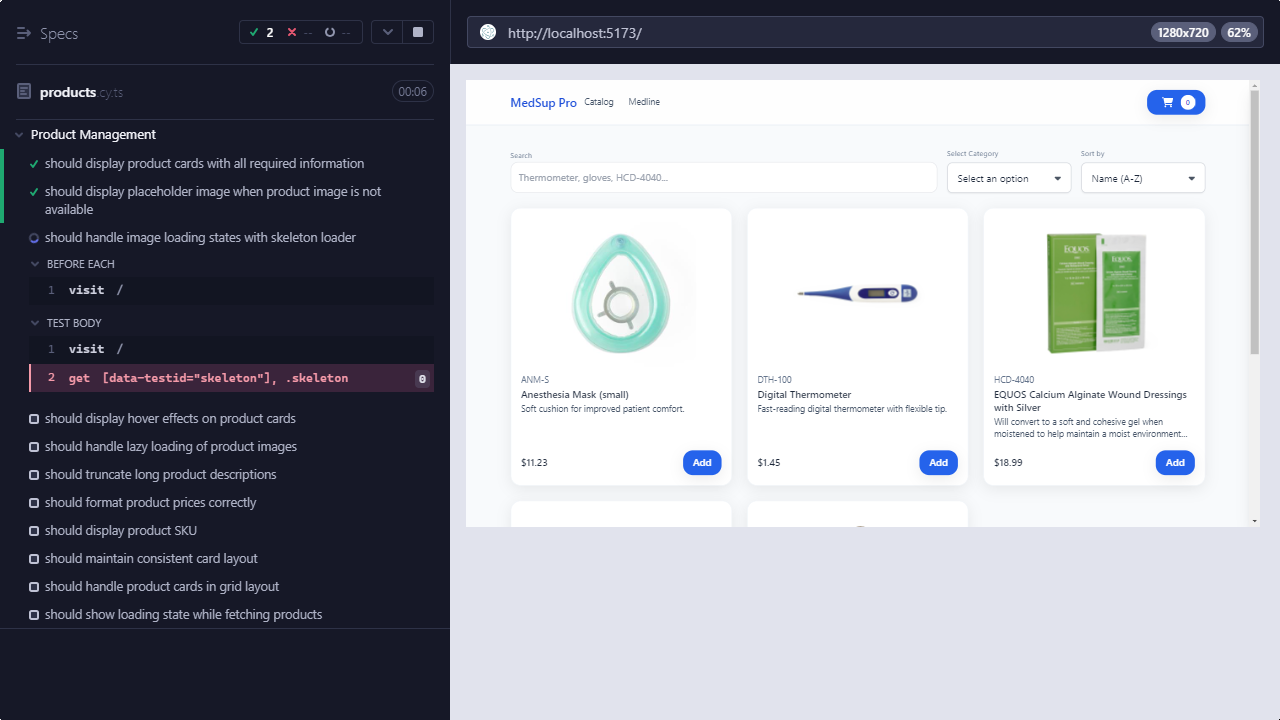 Specs
2
--
--
products.cy.ts
00:06
Product Management
should display product cards with all required information
should display placeholder image when product image is not
available
should handle image loading states with skeleton loader
BEFORE EACH
1 visit /
TEST BODY
1 visit /
2 get [data-testid="skeleton"], .skeleton 0
should display hover effects on product cards
should handle lazy loading of product images
should truncate long product descriptions
should format product prices correctly
should display product SKU
should maintain consistent card layout
should handle product cards in grid layout
should show loading state while fetching products
http://localhost:5173/
1280x720
62%
MedSup Pro
Catalog
Medline
0
Search
Thermometer, gloves, HCD-4040...
Select Category
Select an option
Sort by
Name (A-Z)
ANM-S
Anesthesia Mask (small)
Soft cushion for improved patient comfort.
$11.23
Add
DTH-100
Digital Thermometer
Fast-reading digital thermometer with flexible tip.
$1.45
Add
EQUOS
EQUOS
HCD-4040
EQUOS Calcium Alginate Wound Dressings
with Silver
Will convert to a soft and cohesive gel when
moistened to help maintain a moist environment...
$18.99
Add